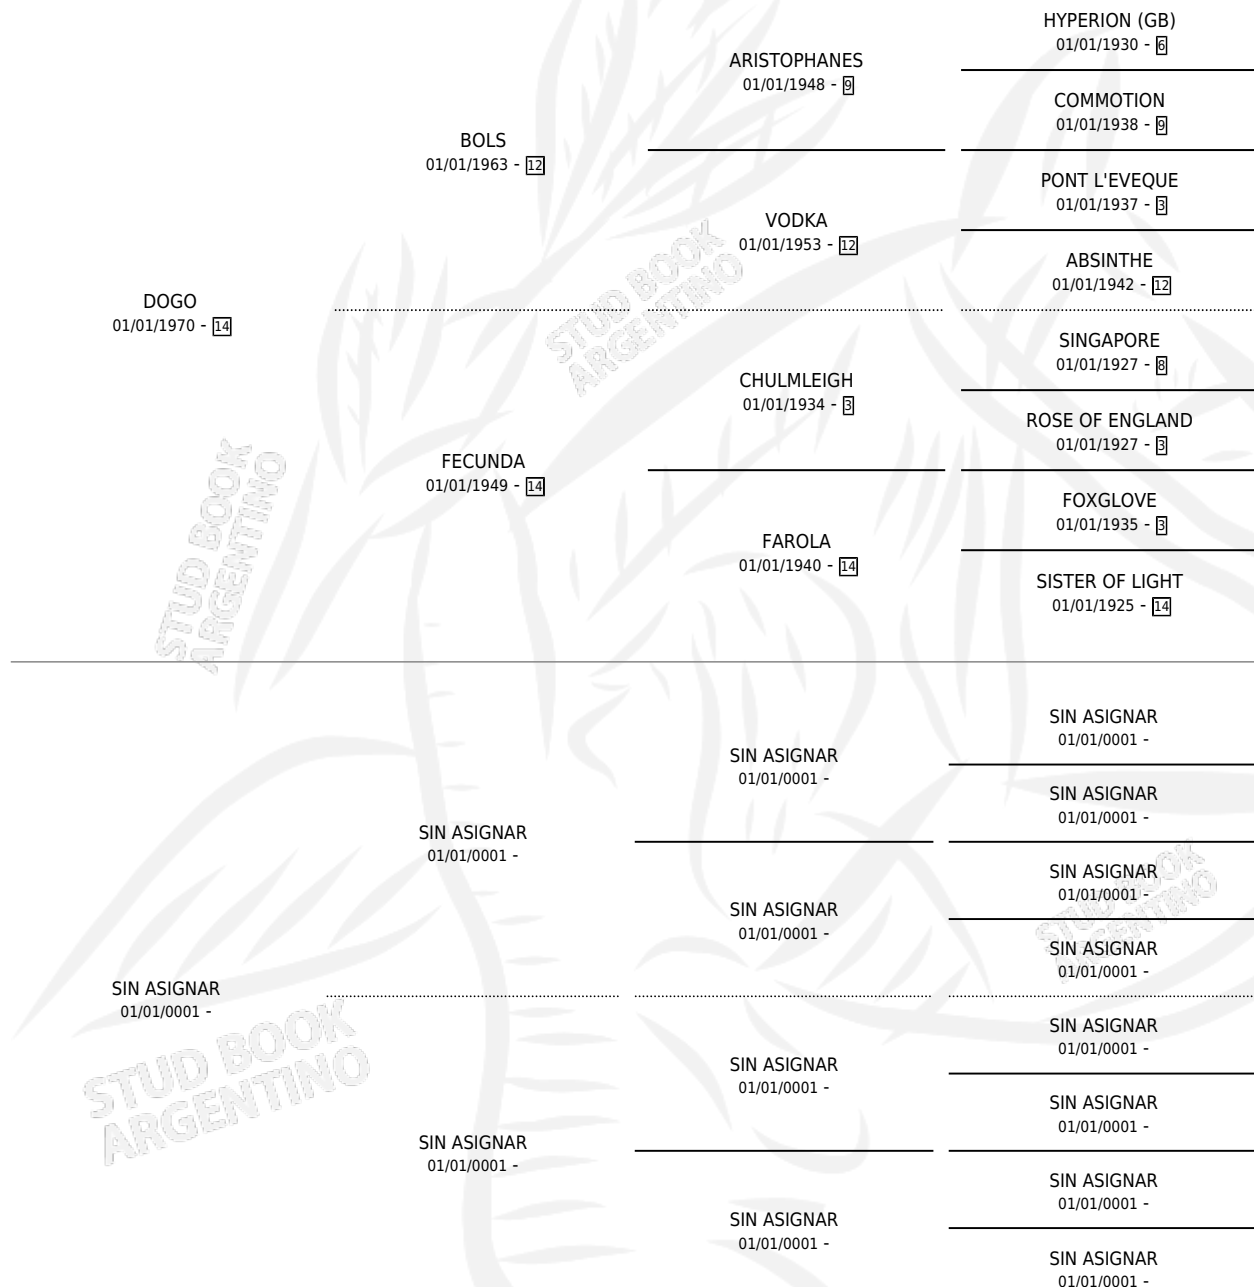 HYPERION (GB)
01/01/1930 - 6
ARISTOPHANES
01/01/1948 - 9
COMMOTION
01/01/1938 - 9
BOLS
01/01/1963 - 12
PONT L'EVEQUE
01/01/1937 - 3
VODKA
01/01/1953 - 12
ABSINTHE
01/01/1942 - 12
DOGO
01/01/1970 - 14
SINGAPORE
01/01/1927 - 8
CHULMLEIGH
01/01/1934 - 3
ROSE OF ENGLAND
01/01/1927 - 3
FECUNDA
01/01/1949 - 14
FOXGLOVE
01/01/1935 - 3
FAROLA
01/01/1940 - 14
SISTER OF LIGHT
01/01/1925 - 14
STUD BOOK
ARGENTINO
STUD BOOK
ARGENTINO
SIN ASIGNAR
01/01/0001 -
SIN ASIGNAR
01/01/0001 -
SIN ASIGNAR
01/01/0001 -
SIN ASIGNAR
01/01/0001 -
SIN ASIGNAR
01/01/0001 -
SIN ASIGNAR
01/01/0001 -
SIN ASIGNAR
01/01/0001 -
SIN ASIGNAR
01/01/0001 -
SIN ASIGNAR
01/01/0001 -
SIN ASIGNAR
01/01/0001 -
SIN ASIGNAR
01/01/0001 -
SIN ASIGNAR
01/01/0001 -
SIN ASIGNAR
01/01/0001 -
SIN ASIGNAR
01/01/0001 -
SIN ASIGNAR
01/01/0001 -
STUD BOOK
ARGENTINO
STUD BOOK
ARGENTINO